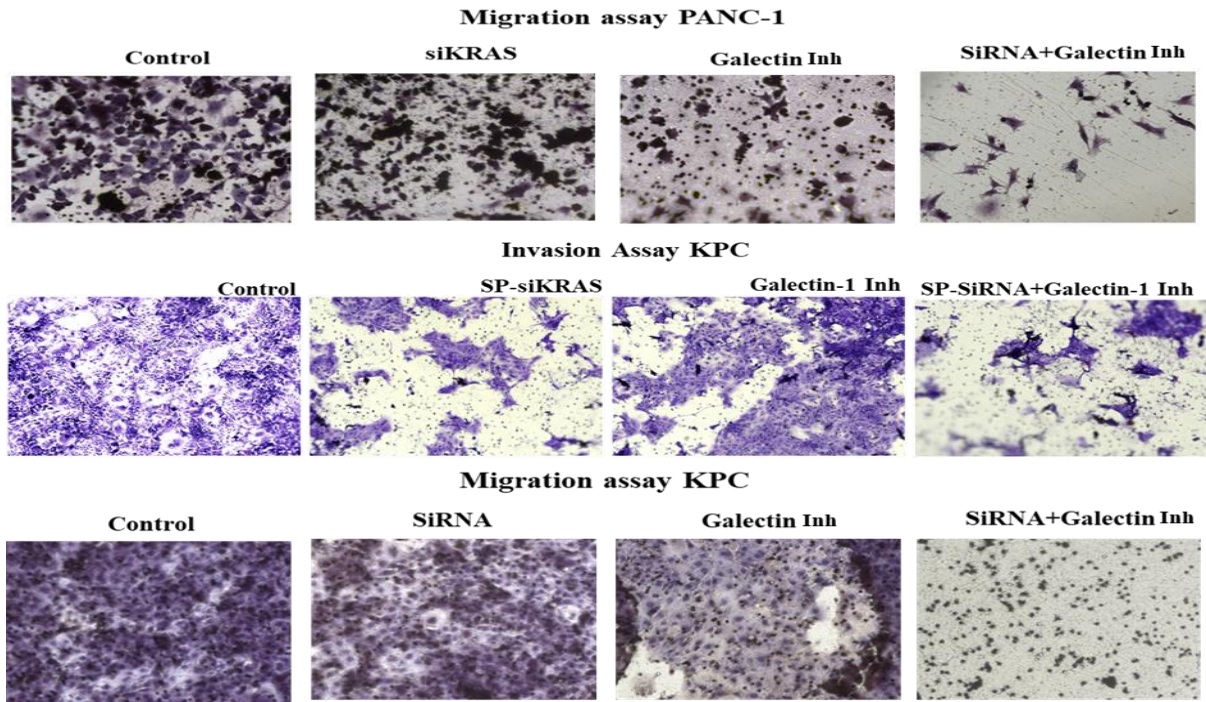 Migration assay PANC-1
Control siKRAS Galectin Inh SiRNA+Galectin Inh
Invasion Assay KPC
Control SP-siKRAS Galectin-1 Inh SP-SiRNA+Galectin-1 Inh
Migration assay KPC
Control SiRNA Galectin Inh SiRNA+Galectin Inh